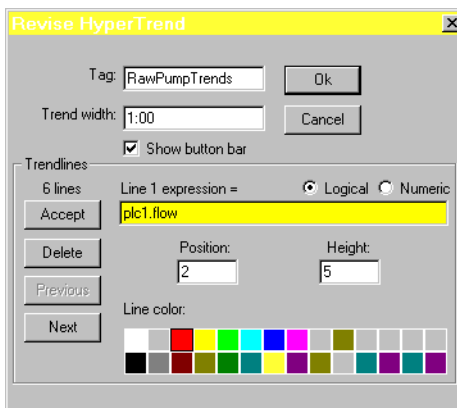 Revise HyperTrend
Tag: RawPumpTrends
Ok
Trend width: 1:00
Cancel
Show button bar
Trendlines
6 lines
Line 1 expression =
Logical
Numeric
Accept
plc1.flow
Delete
Position:
Height:
2
5
Previous
Next
Line color: